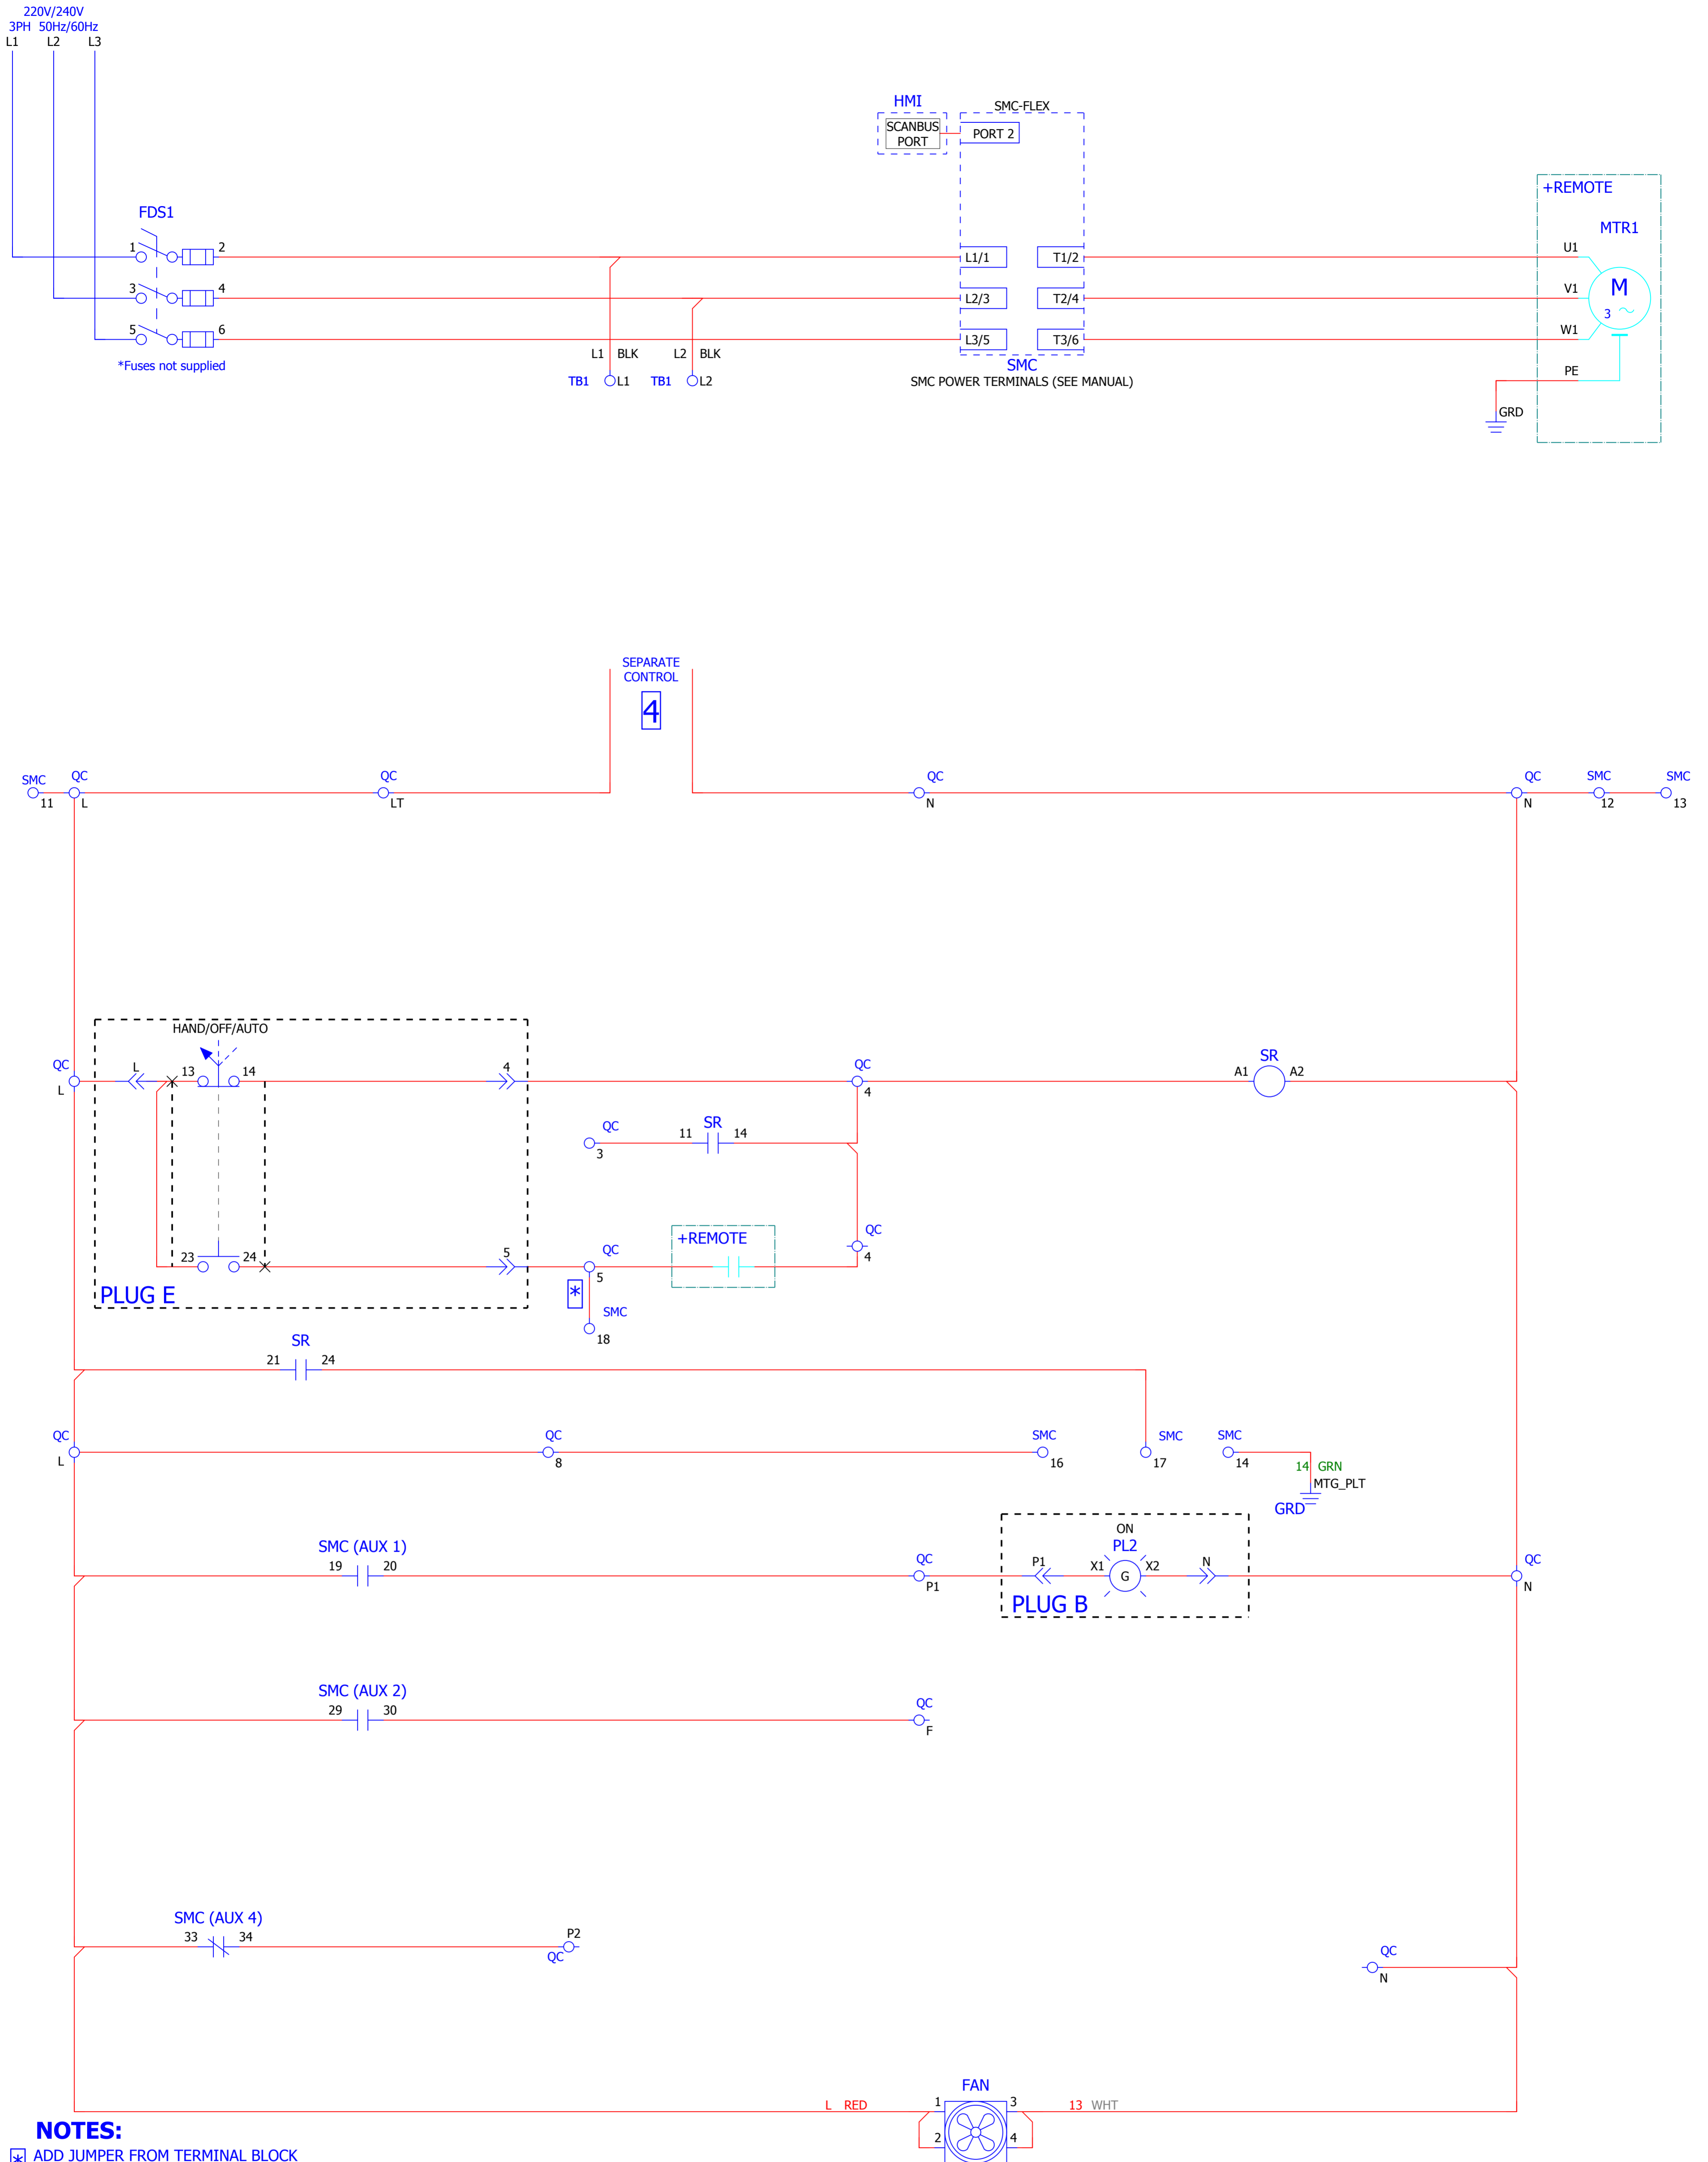 220V/240V
3PH 50Hz/60Hz
L1 L2 L3
HMI
SMC-FLEX
SCANBUS
PORT
PORT 2
+REMOTE
MTR1
FDS1
1 2
L1/1 T1/2
U1
3 4
L2/3 T2/4
V1
M
3
5 6
L3/5 T3/6
W1
*Fuses not supplied
L1 BLK L2 BLK
TB1 L1 TB1 L2
SMC
SMC POWER TERMINALS (SEE MANUAL)
PE
GRD
SEPARATE
CONTROL
4
SMC QC QC QC QC SMC SMC
11 L LT N N 12 13
HAND/OFF/AUTO
QC L 13 14 4 QC A1 SR A2
L 4
QC SR
3 11 14
QC
4
+REMOTE
23 24 5 QC
5
PLUG E
*
SMC
18
SR
21 24
QC QC SMC SMC SMC
L 8 16 17 14
14 GRN
MTG_PLT
GRD
SMC (AUX 1)
19 20
QC
P1
ON
PL2
P1 X1 G X2 N
PLUG B
QC
N
SMC (AUX 2)
29 30
QC
F
SMC (AUX 4)
33 34
P2
QC
QC
N
FAN
L RED 1 3 13 WHT
2 4
NOTES:
* ADD JUMPER FROM TERMINAL BLOCK